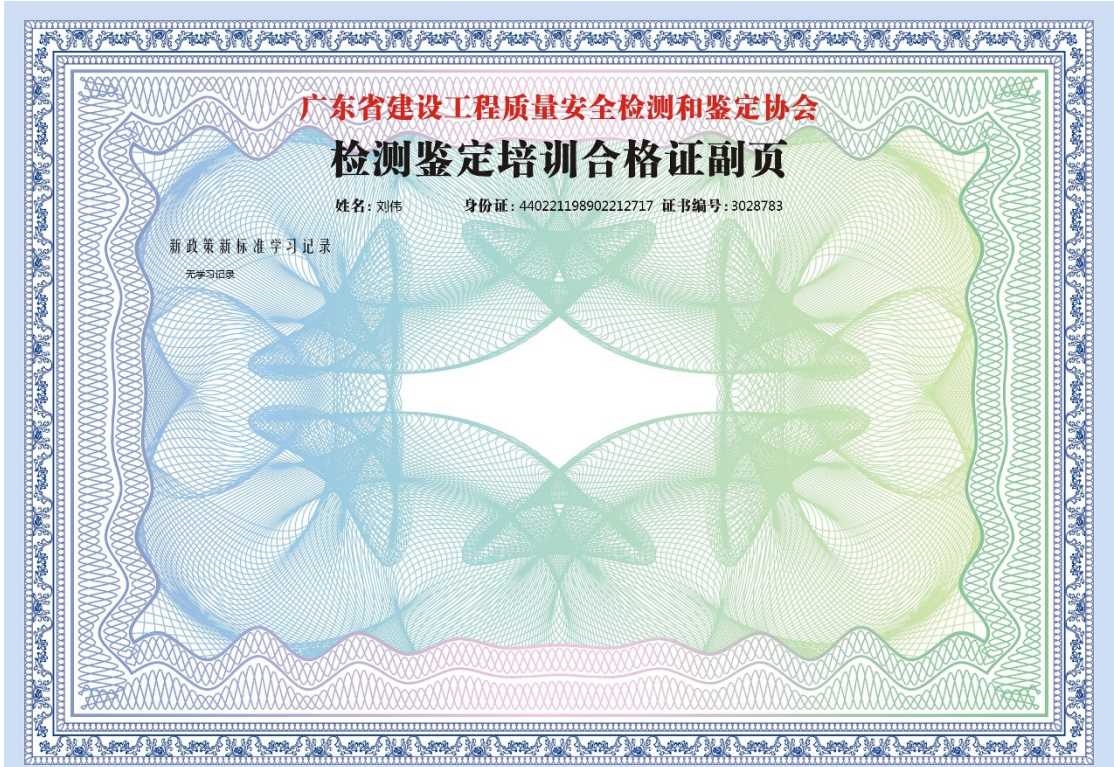 广东省建设工程质量安全检测和鉴定协会
检测鉴定培训合格证副页
姓名: 刘伟 身份证: 440221198902212717 证书编号: 3028783
新政策新标准学习记录
无学习记录